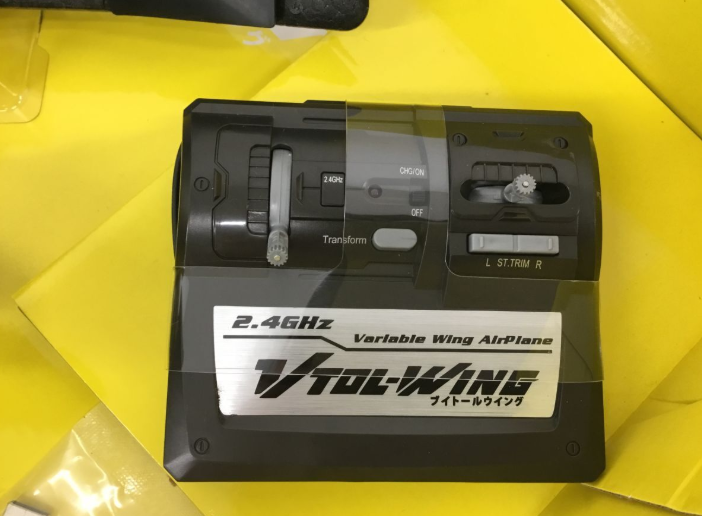 2.4GHz
CHG/ON
OFF
Transform
L ST.TRIM R
2.4GHz
Variable Wing AirPlane
VTOL-WING
ブイトールウイング